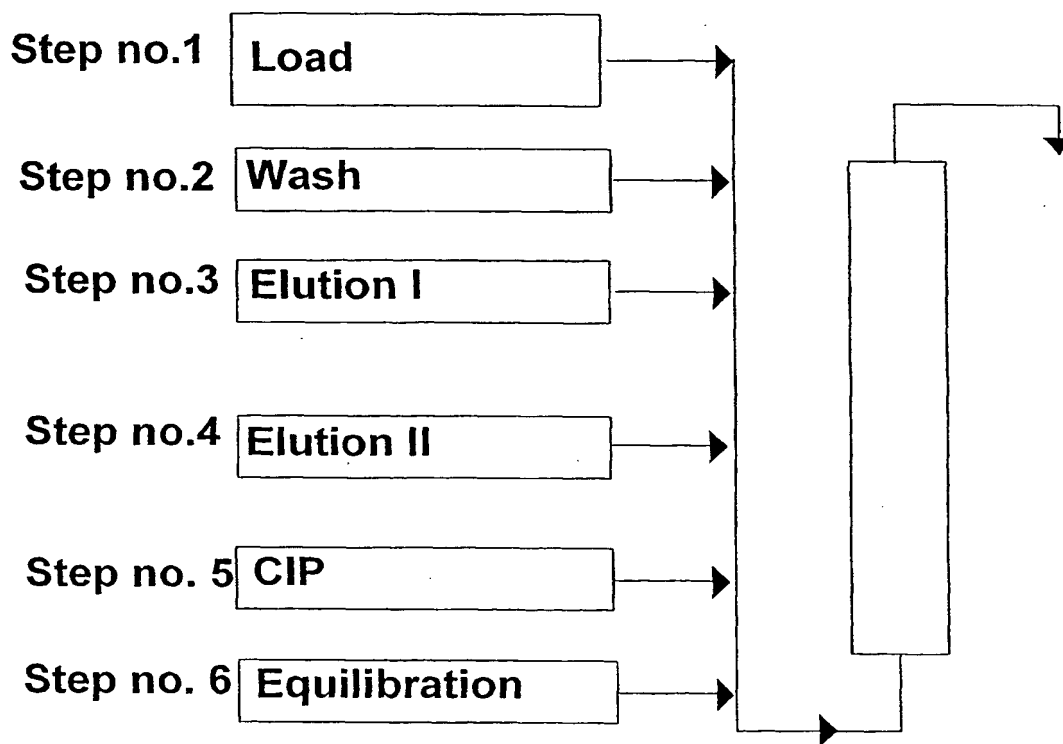 Step no.1 Load
Step no.2 Wash
Step no.3 Elution I
Step no.4 Elution II
Step no. 5 CIP
Step no. 6 Equilibration